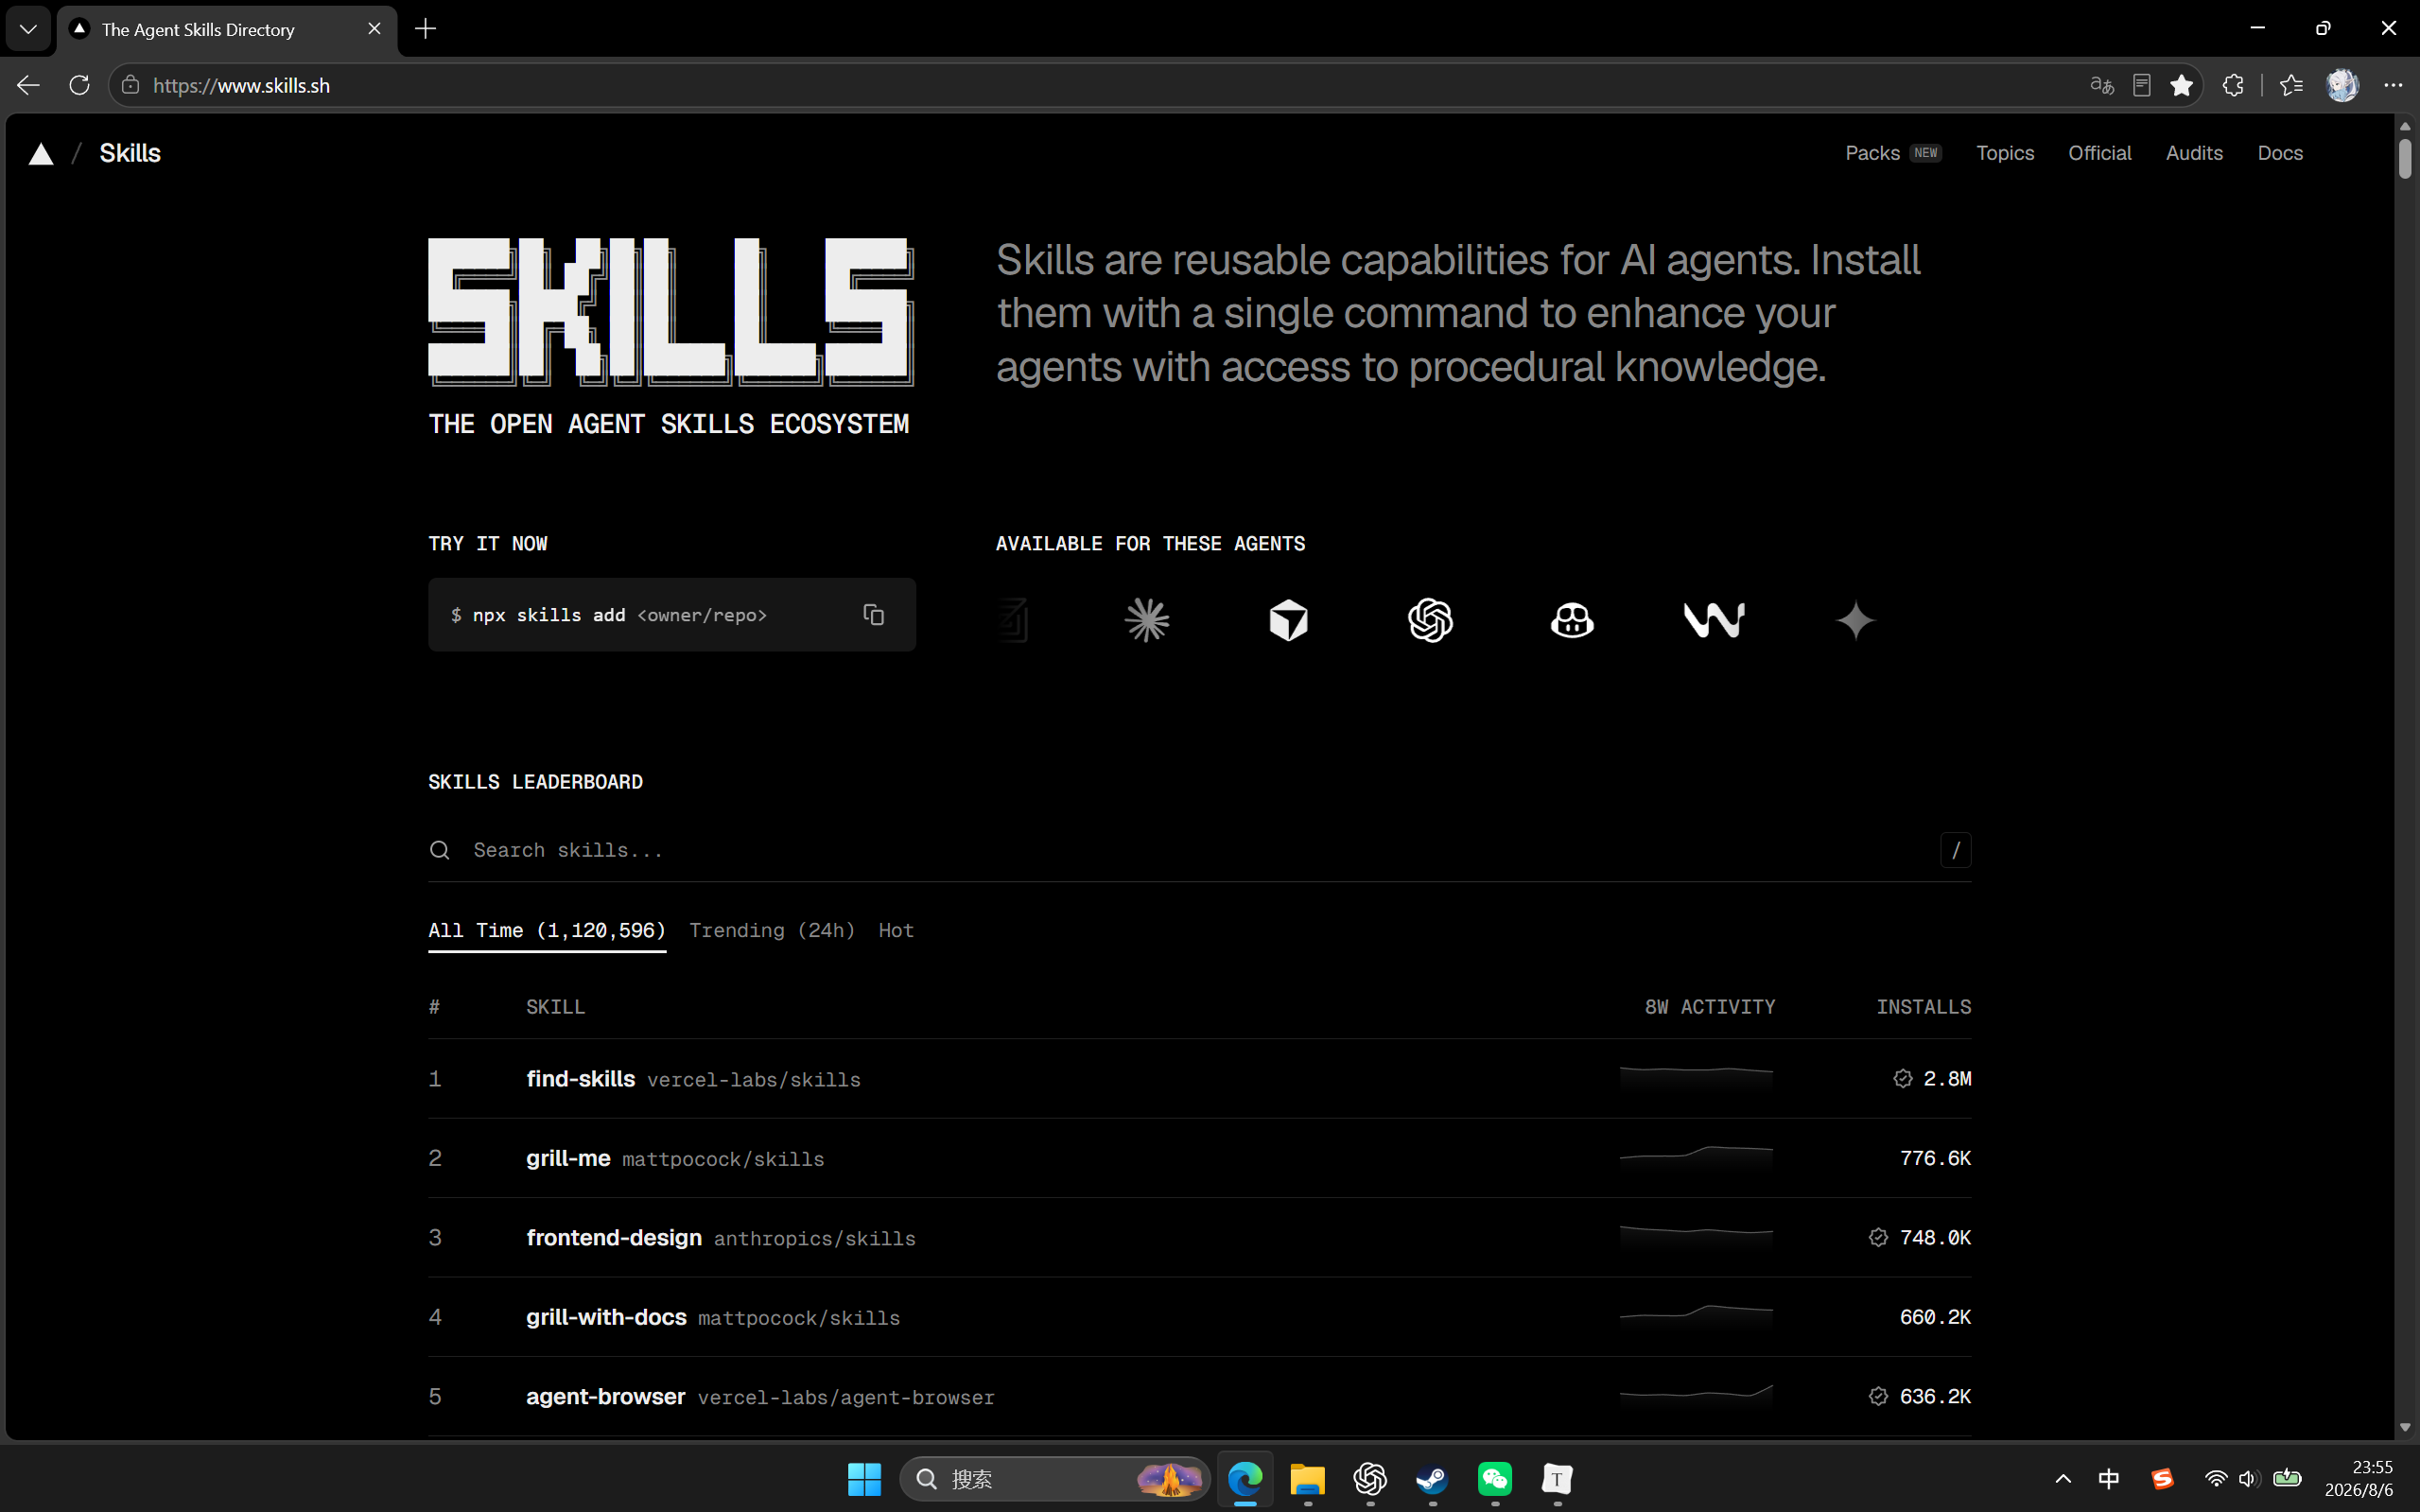 The Agent Skills Directory
https://www.skills.sh
/ Skills
Packs NEW Topics Official Audits Docs
SKILLS
Skills are reusable capabilities for AI agents. Install
them with a single command to enhance your
agents with access to procedural knowledge.
THE OPEN AGENT SKILLS ECOSYSTEM
TRY IT NOW
$ npx skills add <owner/repo>
AVAILABLE FOR THESE AGENTS
SKILLS LEADERBOARD
Search skills... /
All Time (1,120,596) Trending (24h) Hot
# SKILL 8W ACTIVITY INSTALLS
1 find-skills vercel-labs/skills 2.8M
2 grill-me mattpocock/skills 776.6K
3 frontend-design anthropics/skills 748.0K
4 grill-with-docs mattpocock/skills 660.2K
5 agent-browser vercel-labs/agent-browser 636.2K
搜索
中
23:55
2026/8/6